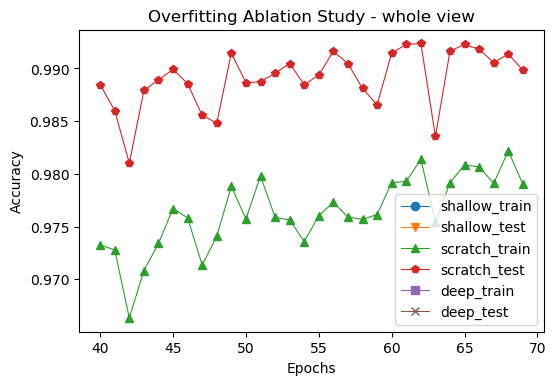 Overfitting Ablation Study - whole view
Accuracy
0.990
0.985
0.980
0.975
0.970
shallow_train
shallow_test
scratch_train
scratch_test
deep_train
deep_test
40 45 50 55 60 65 70
Epochs